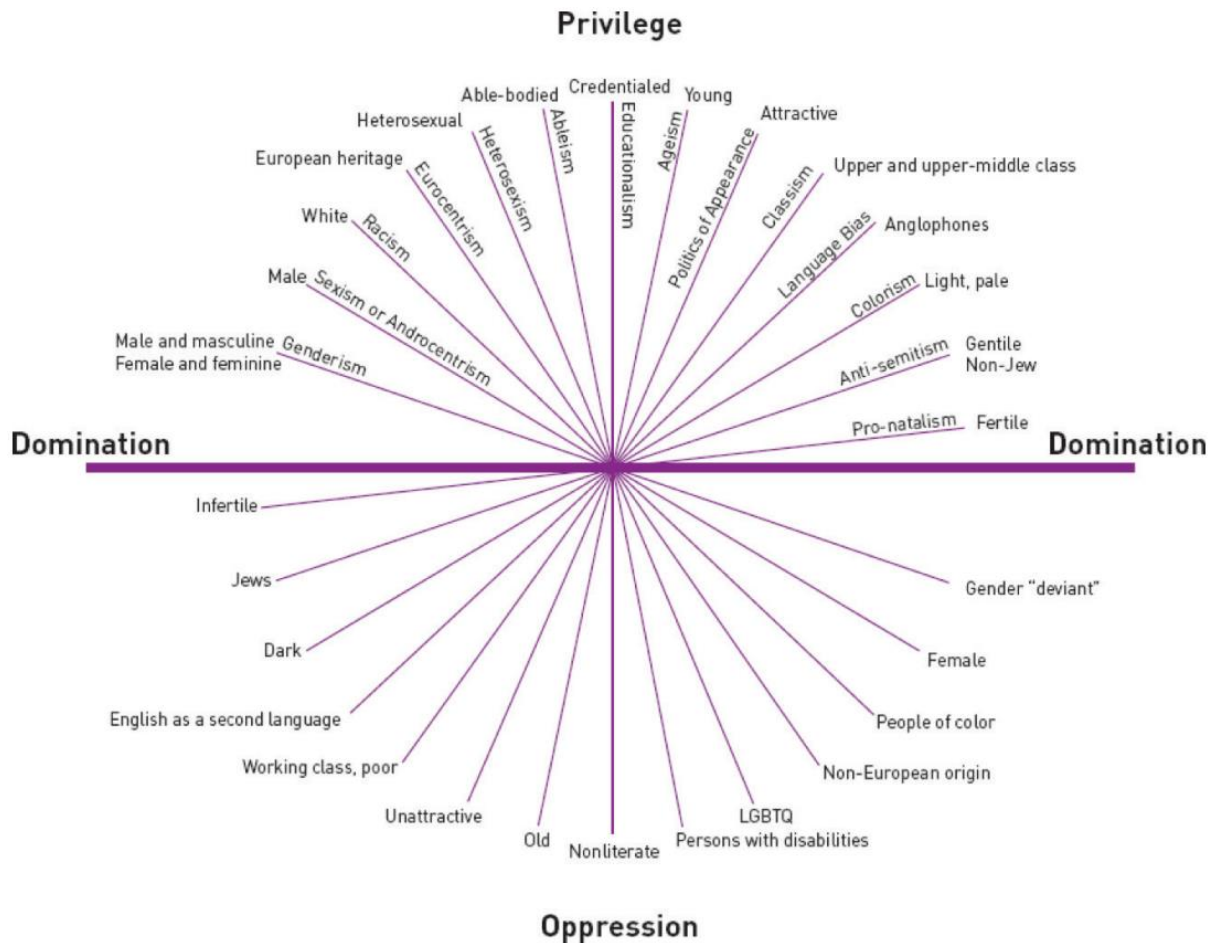 Privilege
Credentialed
Able-bodied
Young
Heterosexual
Attractive
European heritage
Upper and upper-middle class
White
Anglophones
Male
Light, pale
Male and masculine
Female and feminine
Gentile
Non-Jew
Fertile
Genderism
Sexism or Androcentrism
Racism
Eurocentrism
Heterosexism
Ableism
Educationalism
Ageism
Politics of Appearance
Classism
Language Bias
Colorism
Anti-semitism
Pro-natalism
Domination
Domination
Infertile
Jews
Gender "deviant"
Dark
Female
English as a second language
People of color
Working class, poor
Non-European origin
Unattractive
LGBTQ
Old
Persons with disabilities
Nonliterate
Oppression